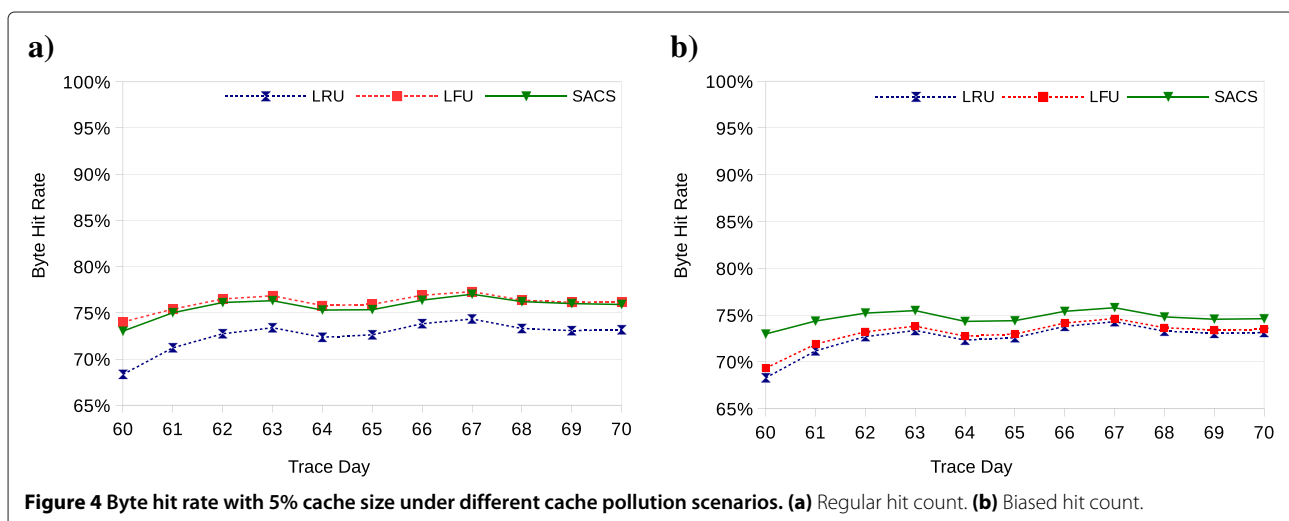 a)
100%
95%
90%
85%
80%
75%
70%
65%
Byte Hit Rate
LRU LFU SACS
60 61 62 63 64 65 66 67 68 69 70
Trace Day
b)
100%
95%
90%
85%
80%
75%
70%
65%
Byte Hit Rate
LRU LFU SACS
60 61 62 63 64 65 66 67 68 69 70
Trace Day
Figure 4 Byte hit rate with 5% cache size under different cache pollution scenarios. (a) Regular hit count. (b) Biased hit count.